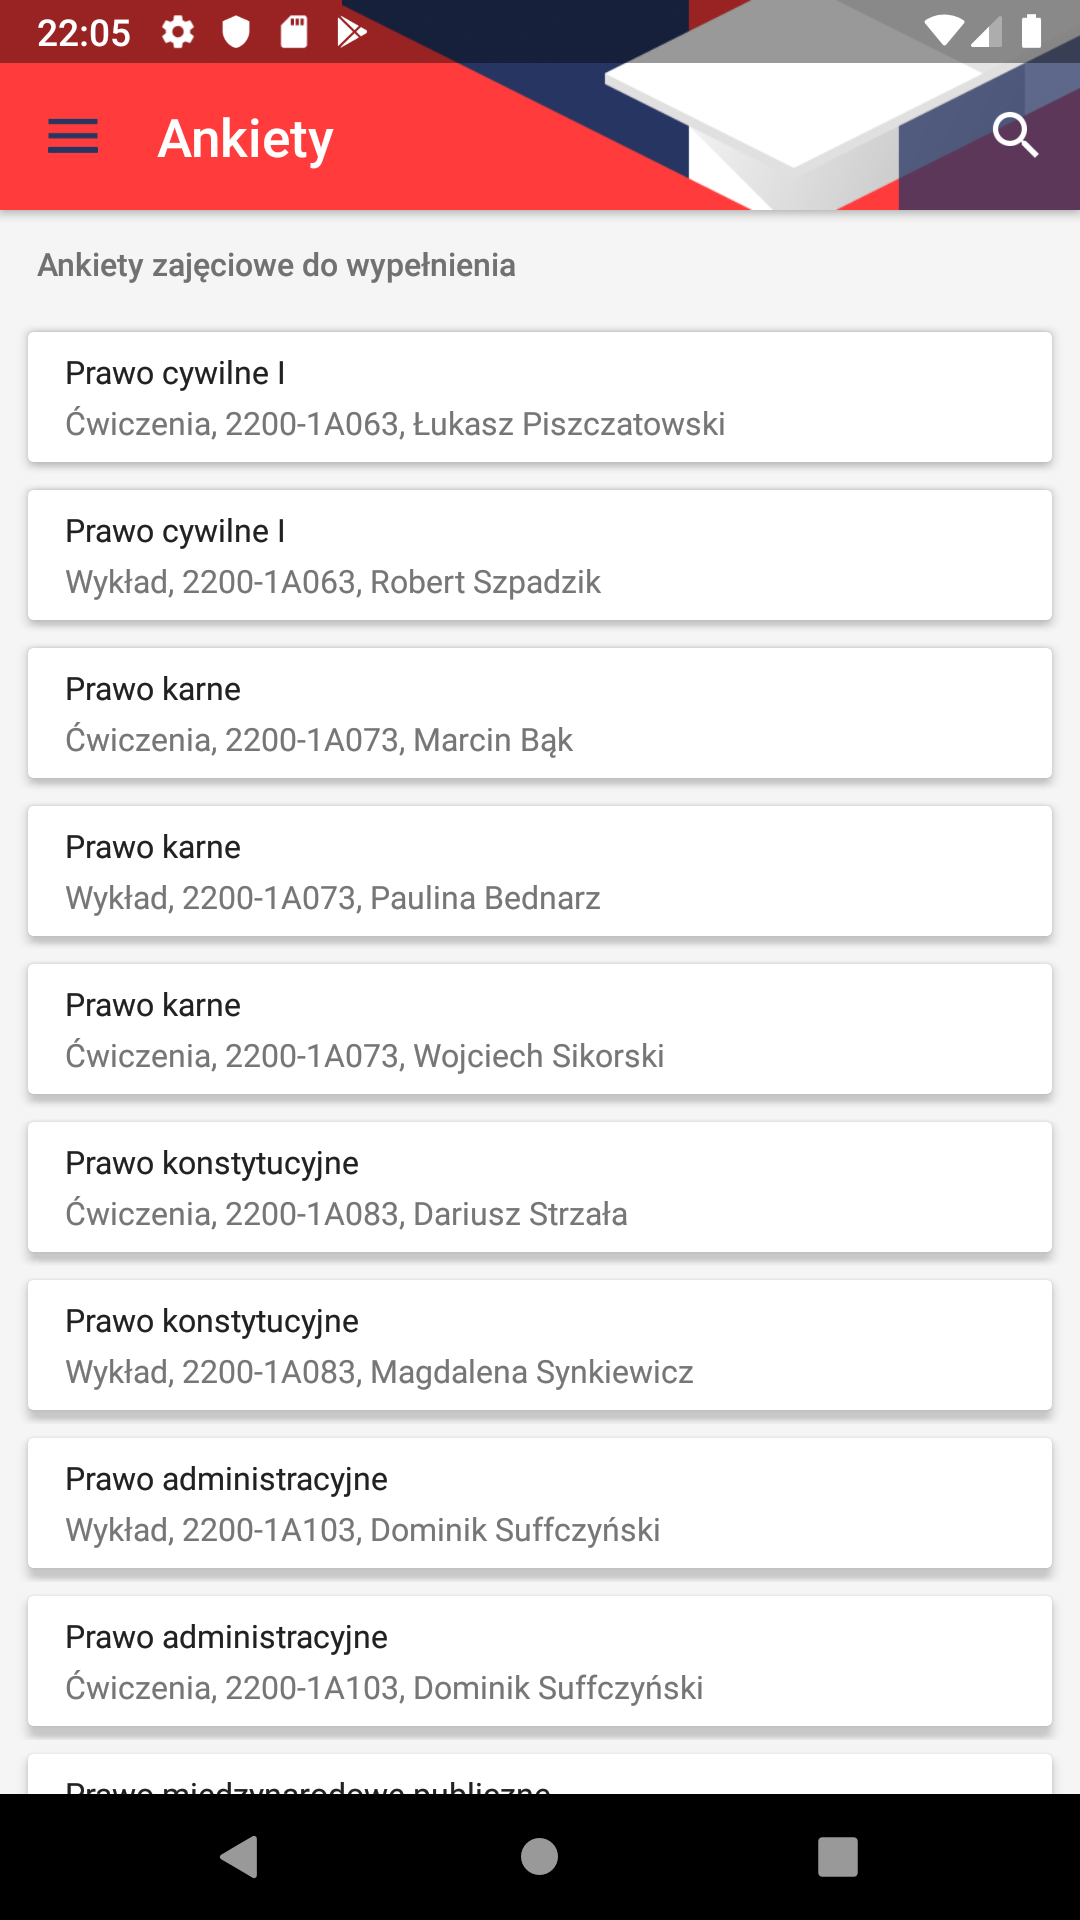 22:05
Ankiety
Ankiety zajęciowe do wypełnienia
Prawo cywilne I
Ćwiczenia, 2200-1A063, Łukasz Piszczatowski
Prawo cywilne I
Wykład, 2200-1A063, Robert Szpadzik
Prawo karne
Ćwiczenia, 2200-1A073, Marcin Bąk
Prawo karne
Wykład, 2200-1A073, Paulina Bednarz
Prawo karne
Ćwiczenia, 2200-1A073, Wojciech Sikorski
Prawo konstytucyjne
Ćwiczenia, 2200-1A083, Dariusz Strzała
Prawo konstytucyjne
Wykład, 2200-1A083, Magdalena Synkiewicz
Prawo administracyjne
Wykład, 2200-1A103, Dominik Suffczyński
Prawo administracyjne
Ćwiczenia, 2200-1A103, Dominik Suffczyński
Prawo międzynarodowe publiczne